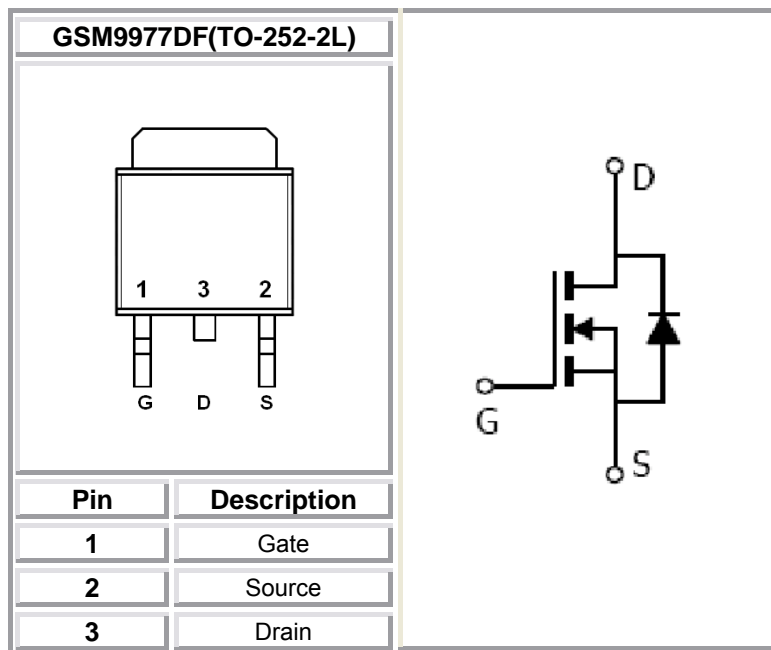 GSM9977DF(TO-252-2L)
1 3 2
G D S
Pin Description
1 Gate
2 Source
3 Drain
D
G
S